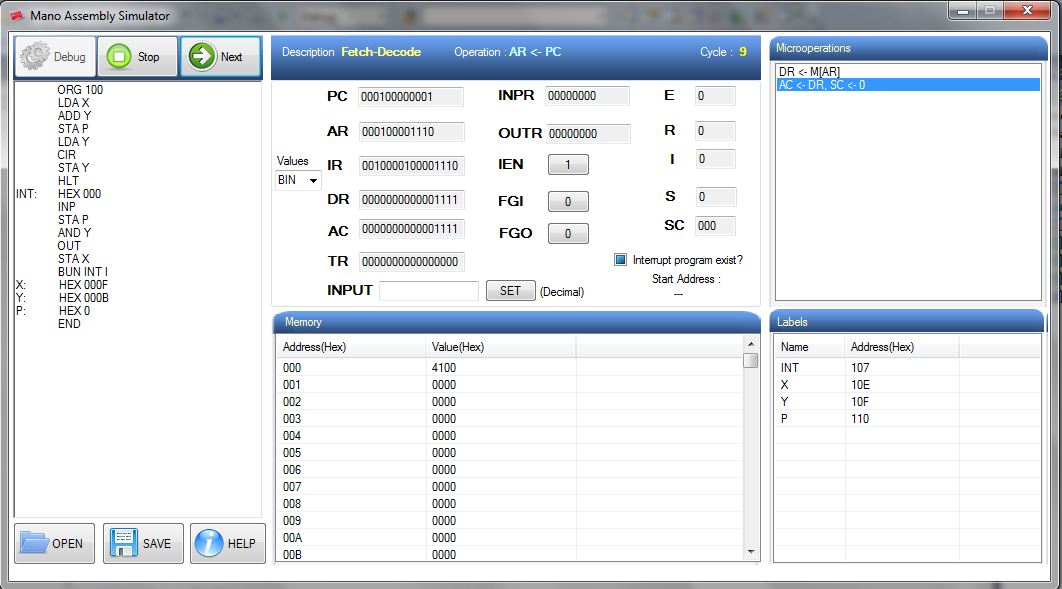 Mano Assembly Simulator
Debug
Stop
Next
ORG 100
LDA X
ADD Y
STA P
LDA Y
CIR
STA Y
HLT
INT: HEX 000
INP
STA P
AND Y
OUT
STA X
BUN INT I
X: HEX 000F
Y: HEX 000B
P: HEX 0
END
OPEN
SAVE
HELP
Description Fetch-Decode Operation : AR <- PC Cycle : 9
PC 000100000001 INPR 00000000 E 0
AR 000100001110 OUTR 00000000 R 0
Values
BIN
IR 0010000100001110 IEN 1 I 0
DR 0000000000001111 FGI 0 S 0
AC 0000000000001111 FGO 0 SC 000
TR 0000000000000000 Interrupt program exist?
Start Address :
---
INPUT SET (Decimal)
Memory
Address(Hex) Value(Hex)
000 4100
001 0000
002 0000
003 0000
004 0000
005 0000
006 0000
007 0000
008 0000
009 0000
00A 0000
00B 0000
Microoperations
DR <- M[AR]
AC <- DR, SC <- 0
Labels
Name Address(Hex)
INT 107
X 10E
Y 10F
P 110